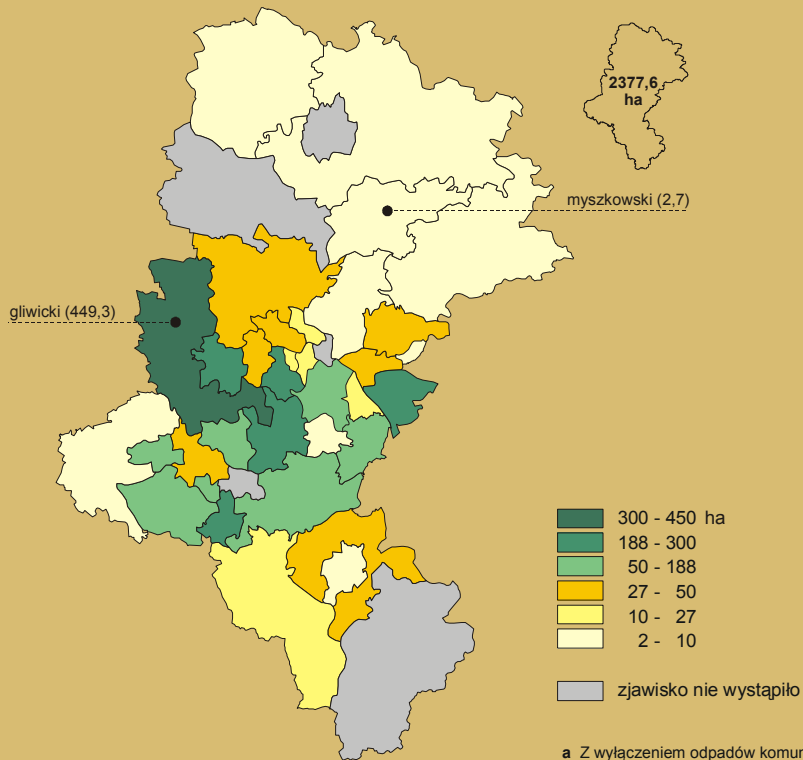 2377,6
ha
myszkowski (2,7)
gliwicki (449,3)
300 - 450 ha
188 - 300
50 - 188
27 - 50
10 - 27
2 - 10
zjawisko nie wystąpiło
a Z wyłączeniem odpadów komun